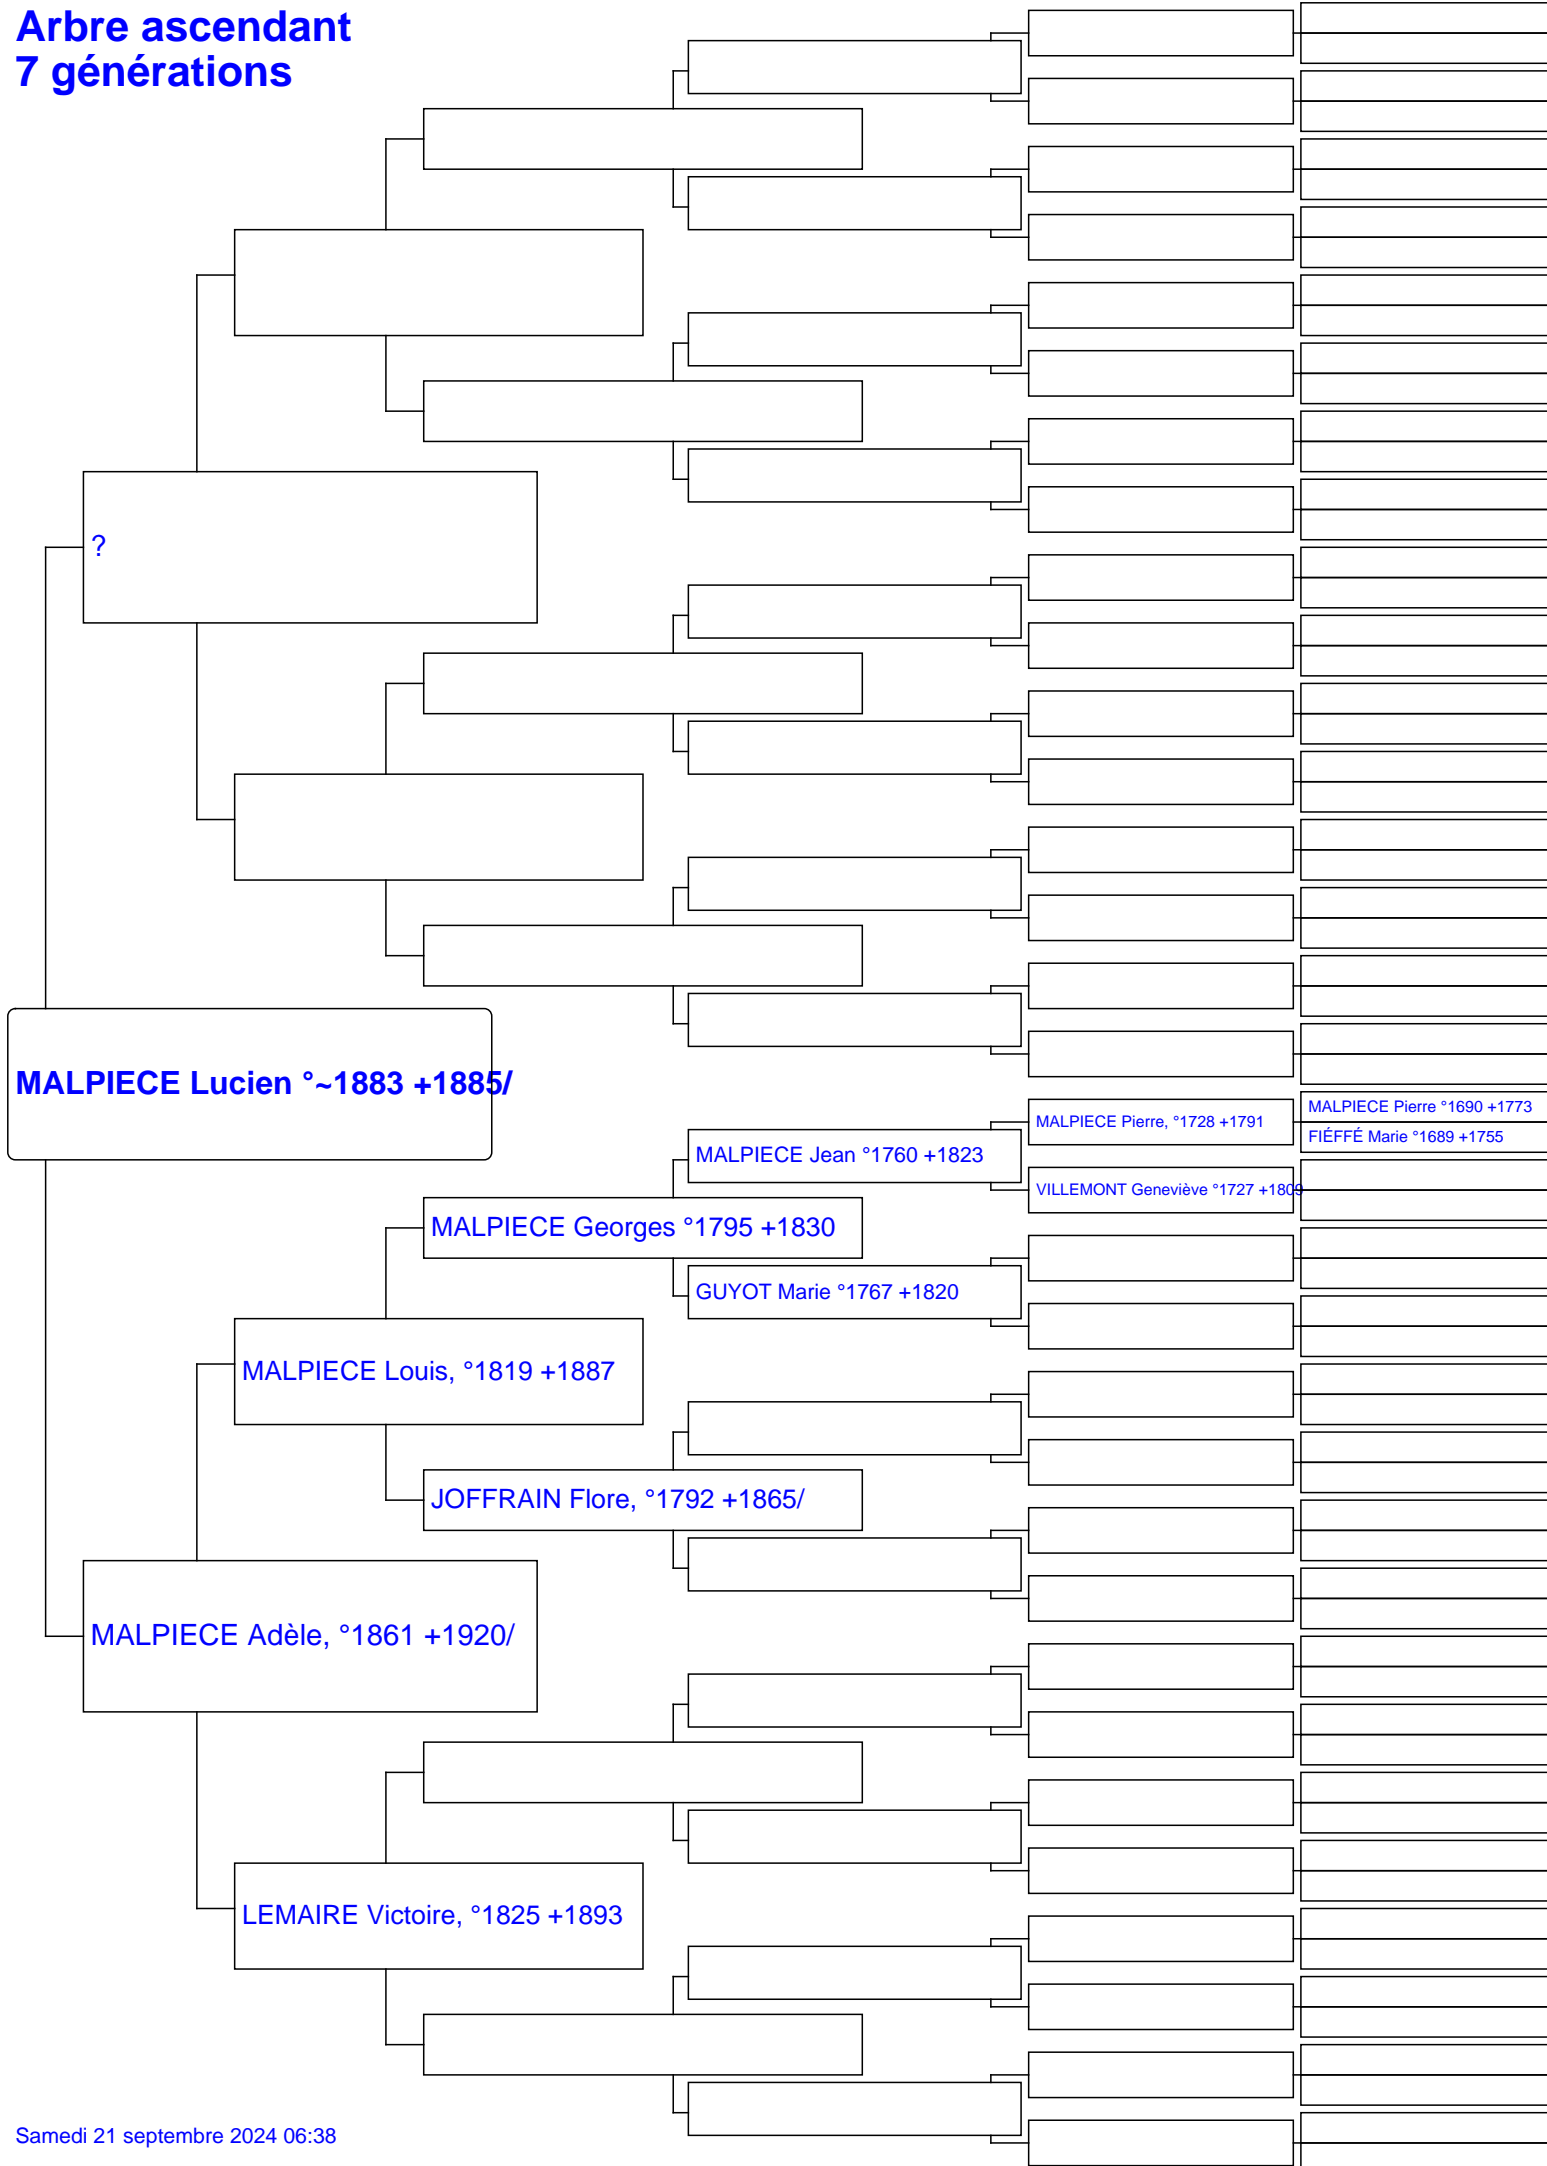 Arbre ascendant
7 générations
?
MALPIECE Lucien °~1883 +1885/
MALPIECE Pierre, °1728 +1791
MALPIECE Pierre °1690 +1773
FIÉFFÉ Marie °1689 +1755
MALPIECE Jean °1760 +1823
VILLEMONT Geneviève °1727 +1809
MALPIECE Georges °1795 +1830
GUYOT Marie °1767 +1820
MALPIECE Louis, °1819 +1887
JOFFRAIN Flore, °1792 +1865/
MALPIECE Adèle, °1861 +1920/
LEMAIRE Victoire, °1825 +1893
Samedi 21 septembre 2024 06:38